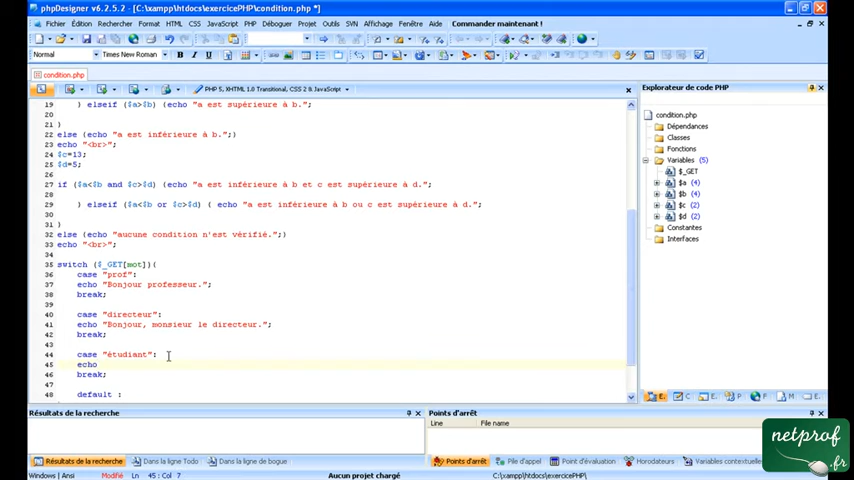 phpDesigner v6.2.5.2 - [C:\xampp\htdocs\exercicePHP\condition.php *]
Fichier Édition Rechercher Format HTML CSS JavaScript PHP Déboguer Projet Outils SVN Affichage Fenêtre Aide Commander maintenant !
Normal Times New Roman B I U
condition.php
PHP 5, XHTML 1.0 Transitional, CSS 2 & JavaScript
19 } elseif ($a>$b) {echo "a est supérieure à b.";
20
21 }
22 else {echo "a est inférieure à b.";}
23 echo "<br>";
24 $c=13;
25 $d=5;
26
27 if ($a<$b and $c>$d) {echo "a est inférieure à b et c est supérieure à d.";
28
29 } elseif ($a<$b or $c>$d) { echo "a est inférieure à b ou c est supérieure à d.";
30
31 }
32 else {echo "aucune condition n'est vérifié.";}
33 echo "<br>";
34
35 switch ($_GET[mot]){
36 case "prof":
37 echo "Bonjour professeur.";
38 break;
39
40 case "directeur":
41 echo "Bonjour, monsieur le directeur.";
42 break;
43
44 case "étudiant":
45 echo
46 break;
47
48 default :
Explorateur de code PHP
condition.php
Dépendances
Classes
Fonctions
Variables (5)
$_GET
$a (4)
$b (4)
$c (2)
$d (2)
Constantes
Interfaces
E. C E. P F M E.
Résultats de la recherche
Résultats de la recherche Dans la ligne Todo Dans la ligne de bogue
Points d'arrêt
Line File name
Points d'arrêt Pile d'appel Point d'évaluation Horodateurs Variables contextuelle
Windows | Ansi Modifié Ln 45 : Col 7 Aucun projet chargé C:\xampp\htdocs\exercicePHP\
netprof
.fr